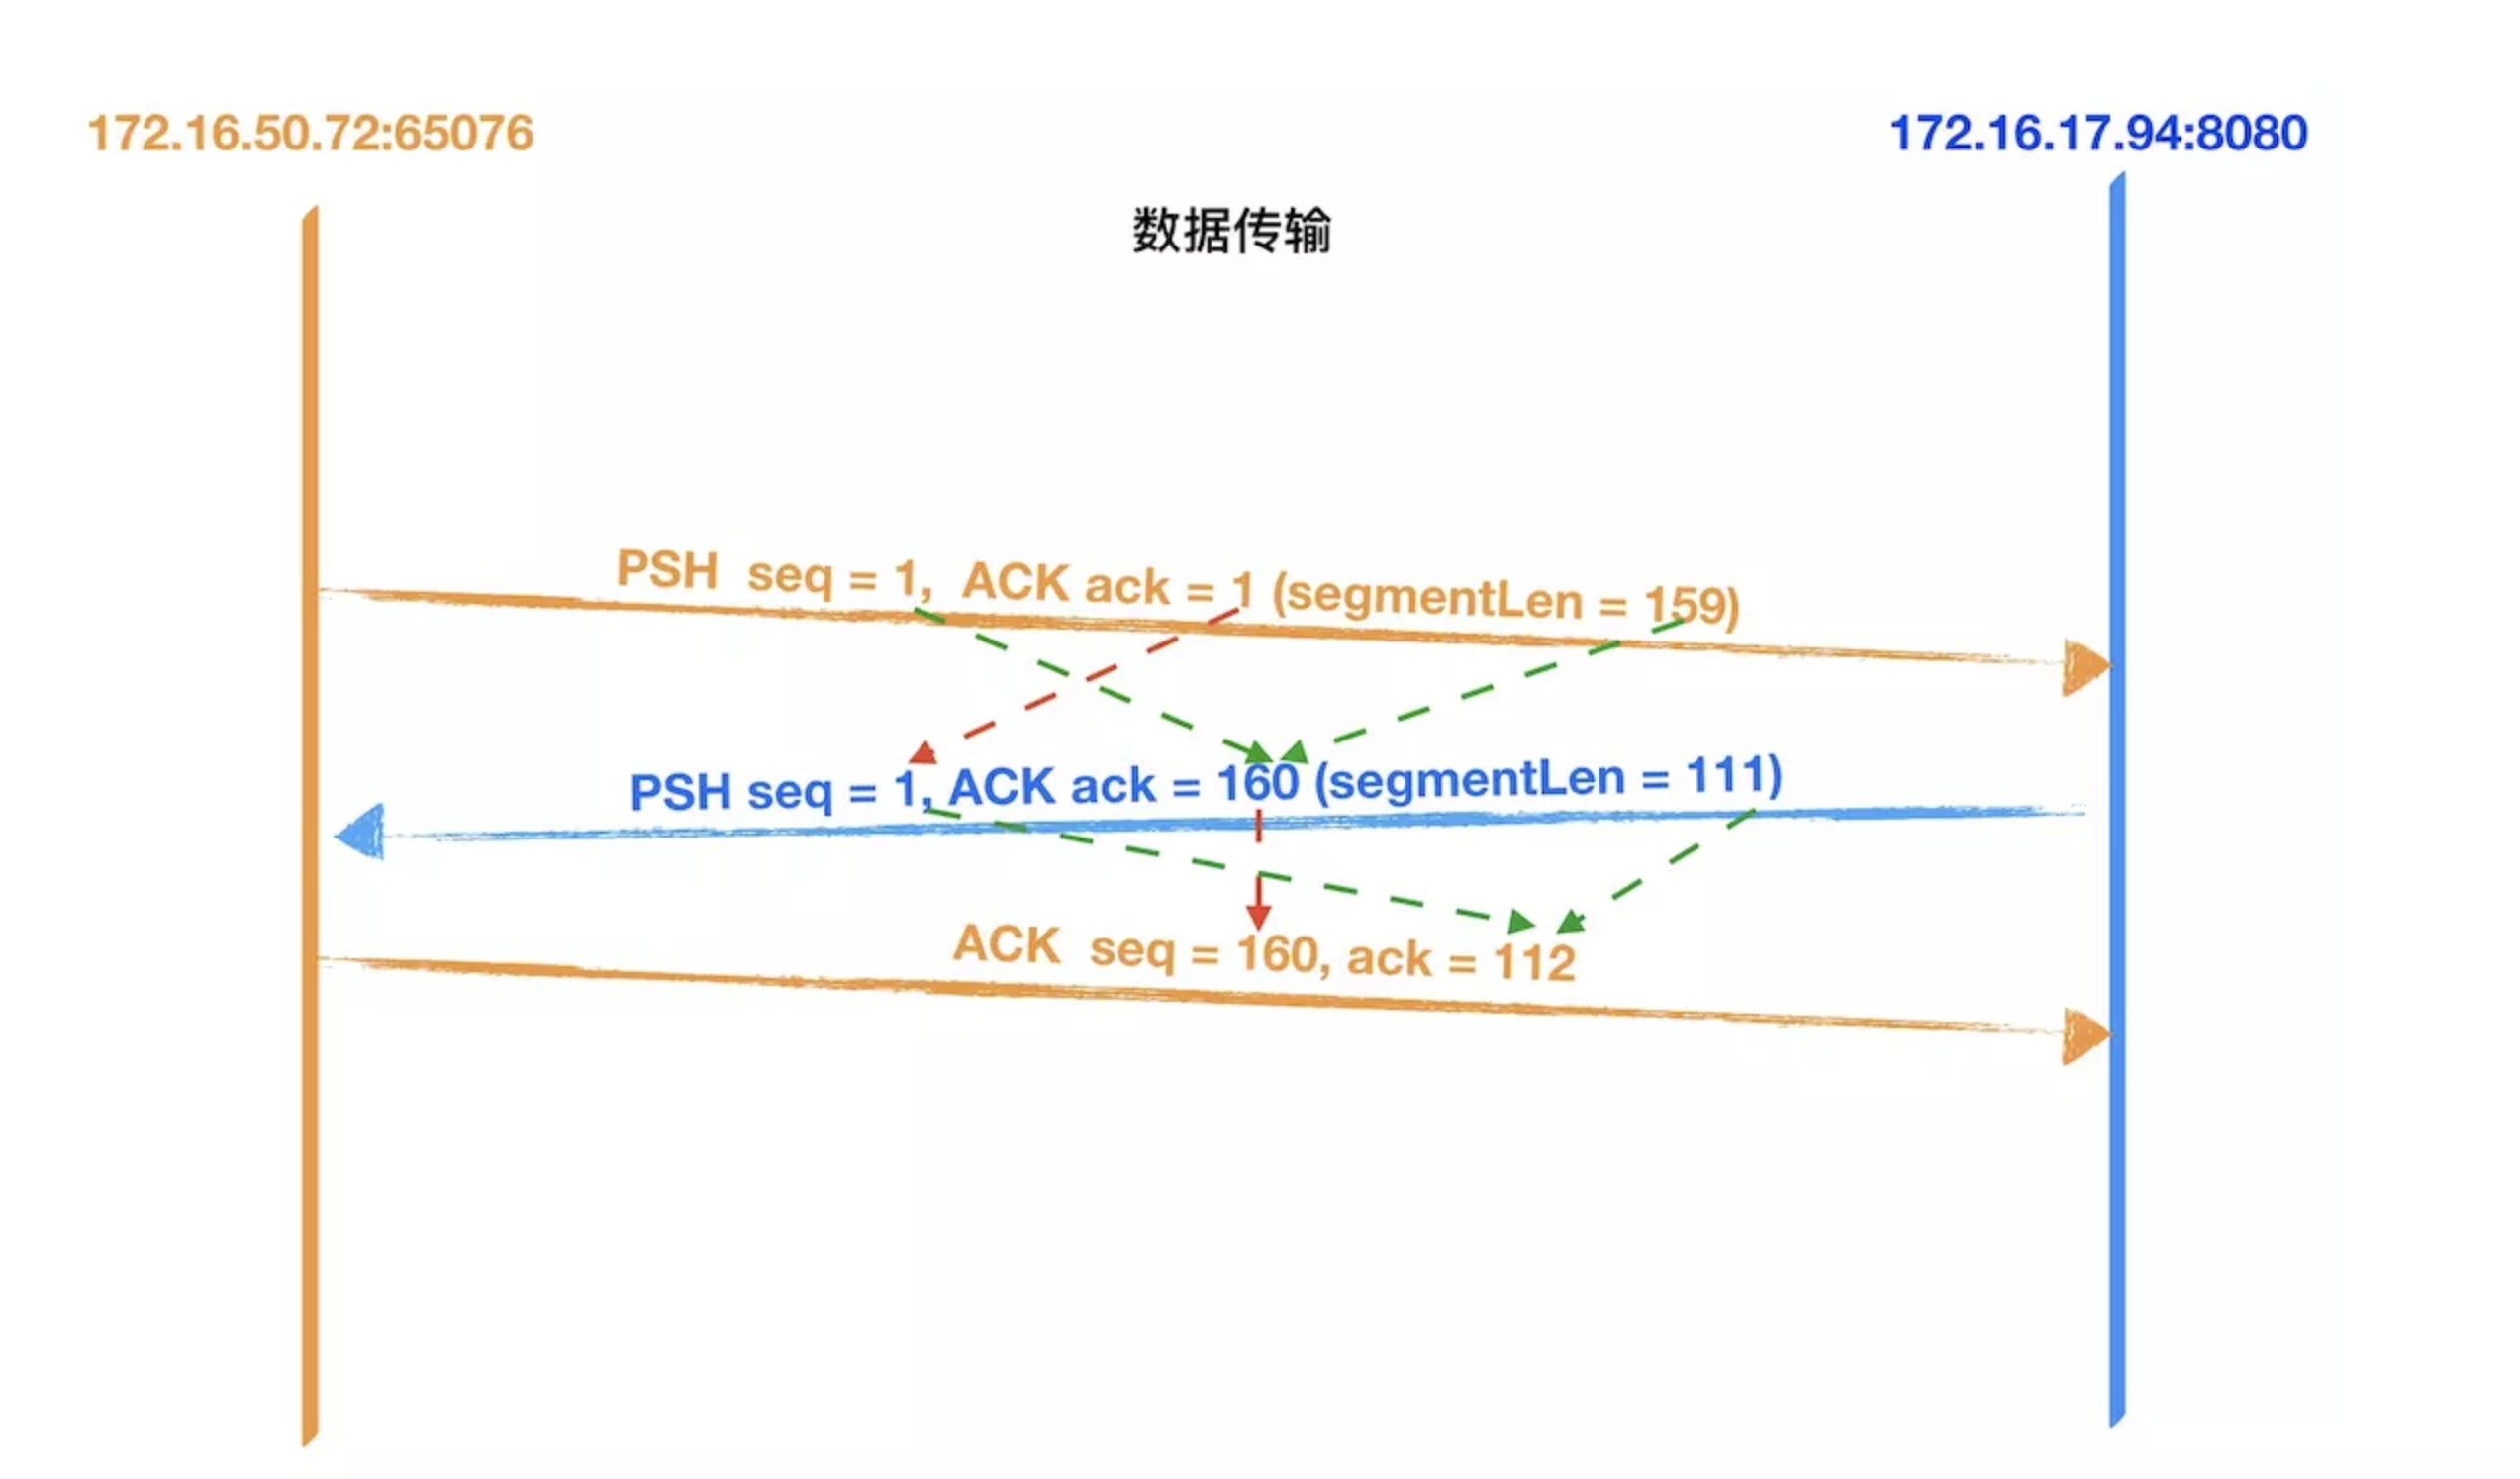 172.16.50.72:65076
172.16.17.94:8080
数据传输
PSH seq = 1, ACK ack = 1 (segmentLen = 159)
PSH seq = 1, ACK ack = 160 (segmentLen = 111)
ACK seq = 160, ack = 112